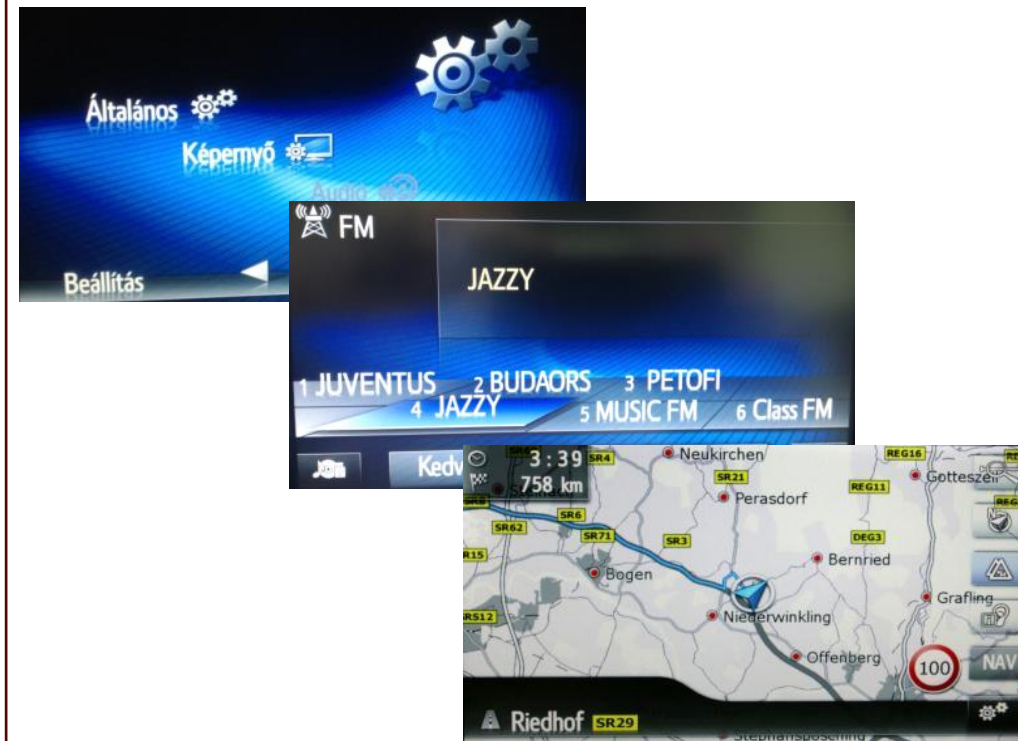 Általános
Képernyő
Audio
Beállítás
FM
JAZZY
1 JUVENTUS 2 BUDAORS 3 PETOFI
4 JAZZY 5 MUSIC FM 6 Class FM
Kedv
3:39
758 km
SR4
Neukirchen
REG16
Gotteszell
SR21
REG11
Perasdorf
SR6
SR62
SR71
SR3
DEG3
Bernried
Bogen
Grafling
Niederwinkling
Offenberg
100
NAV
Riedhof SR29